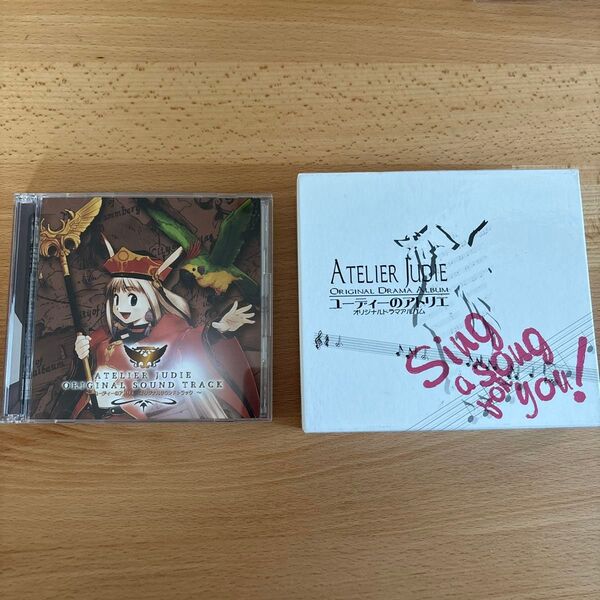 ATELIER JUDIE
ORIGINAL SOUND TRACK
ATELIER JUDIE
ORIGINAL DRAMA ALBUM
ユーディーのアトリエ
オリジナルドラマアルバム
Sing
a song
for you!